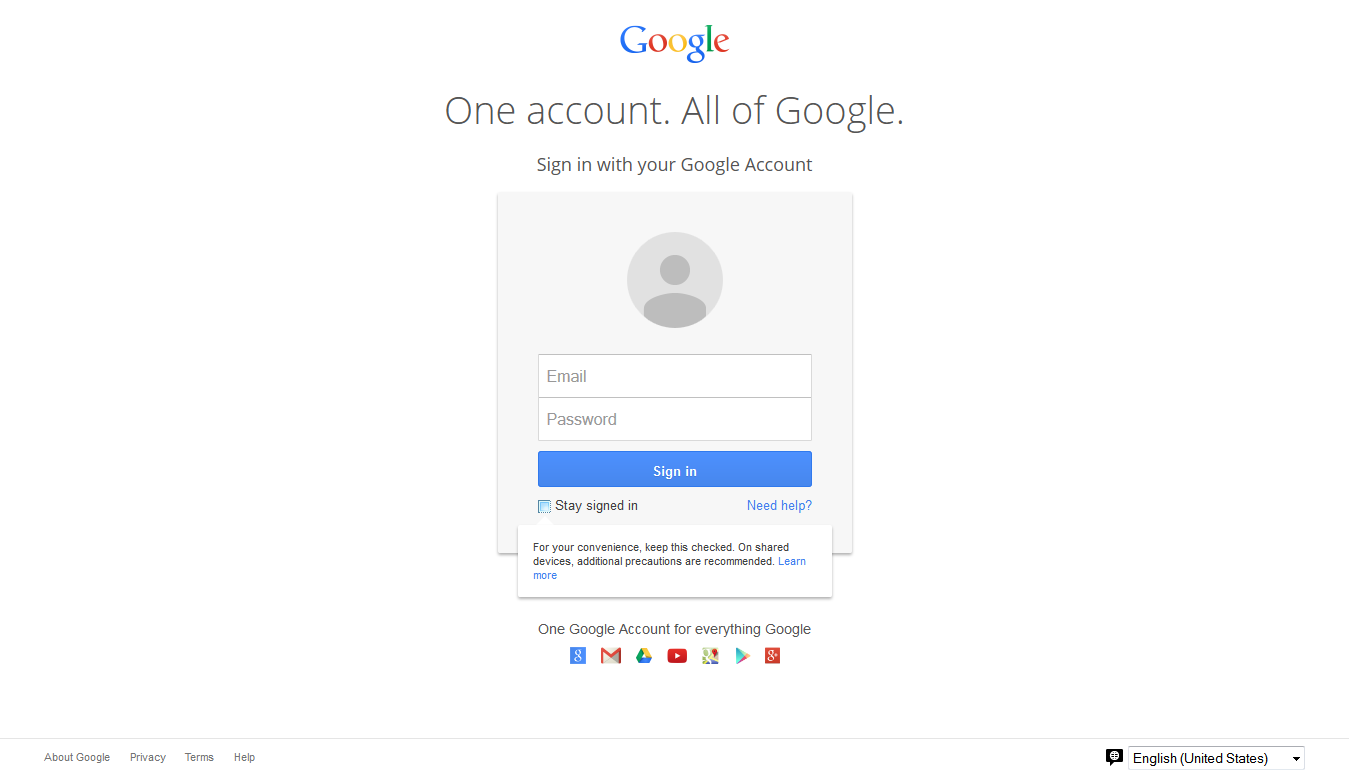 Google
One account. All of Google.
Sign in with your Google Account
Email
Password
Sign in
Stay signed in
Need help?
For your convenience, keep this checked. On shared
devices, additional precautions are recommended. Learn
more
One Google Account for everything Google
About Google
Privacy
Terms
Help
English (United States)